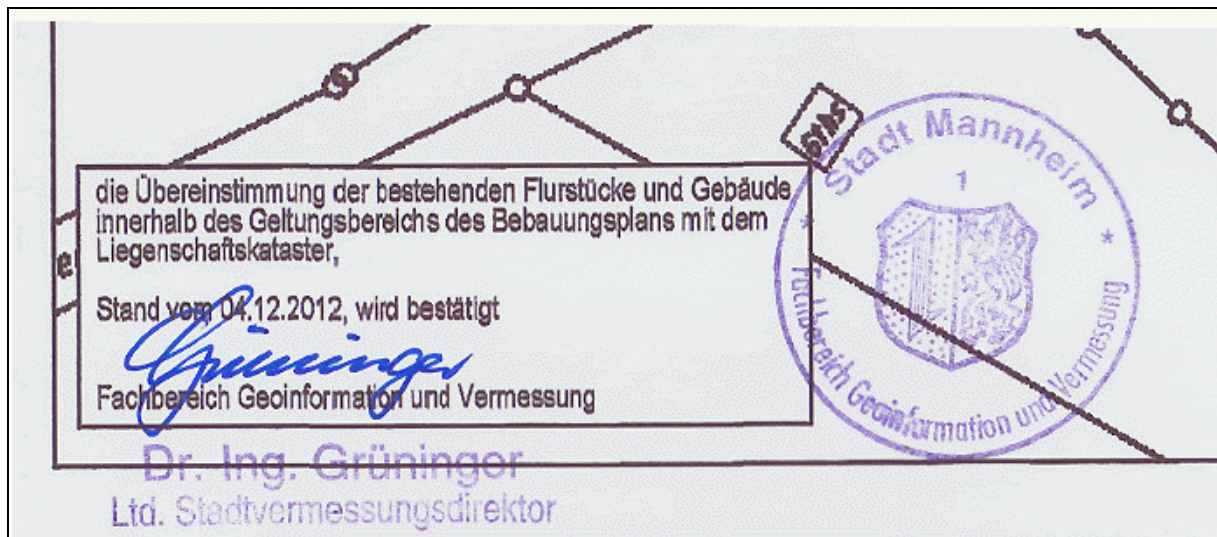 die Übereinstimmung der bestehenden Flurstücke und Gebäude
innerhalb des Geltungsbereichs des Bebauungsplans mit dem
Liegenschaftskataster,
Stand vom 04.12.2012, wird bestätigt
Grüninger
Fachbereich Geoinformation und Vermessung
Dr. Ing. Grüninger
Ltd. Stadtvermessungsdirektor
Gths
Stadt Mannheim
1
* Fachbereich Geoinformation und Vermessung *